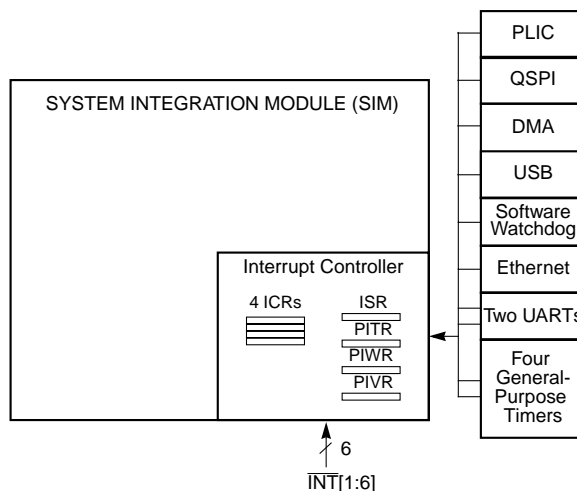 PLIC
QSPI
SYSTEM INTEGRATION MODULE (SIM)
DMA
USB
Software
Watchdog
Interrupt Controller
Ethernet
4 ICRs
ISR
PITR
PIWR
PIVR
Two UARTs
Four
General-
Purpose
Timers
6
INT[1:6]